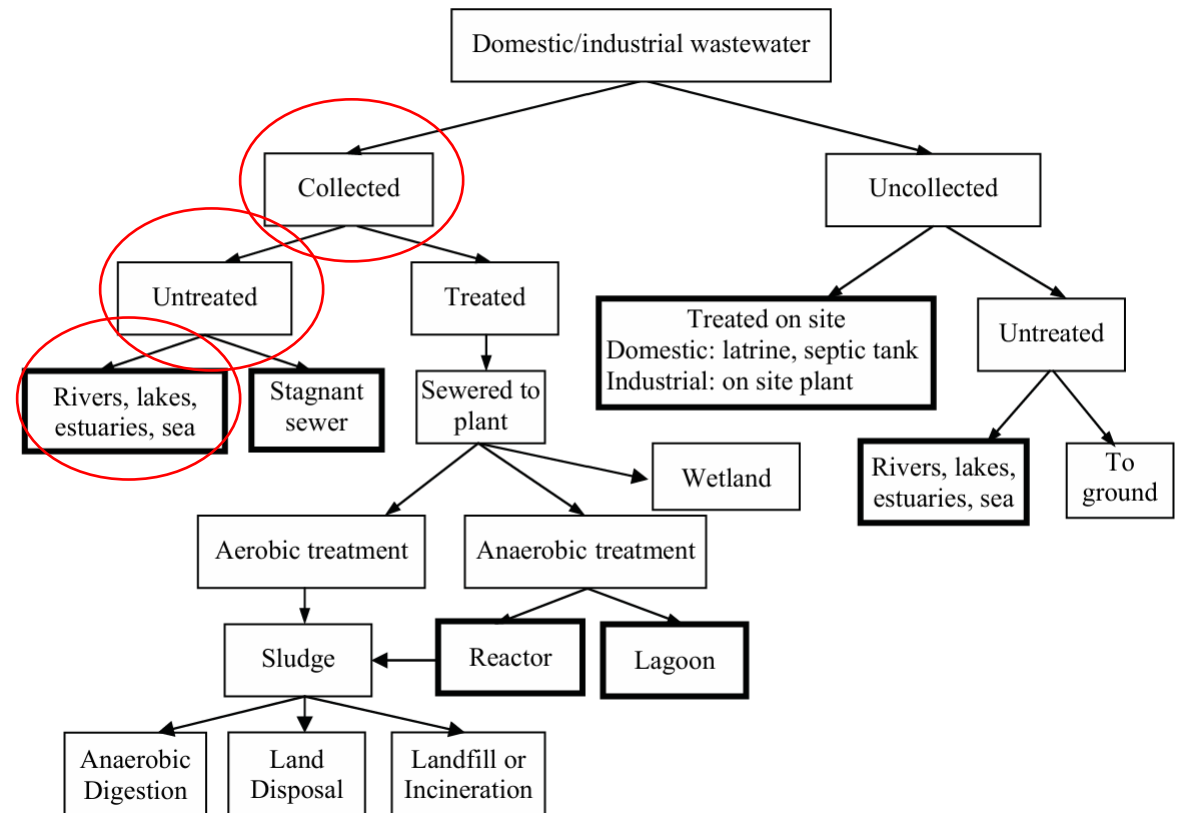 Domestic/industrial wastewater
Collected
Uncollected
Untreated
Treated
Treated on site
Domestic: latrine, septic tank
Industrial: on site plant
Untreated
Rivers, lakes,
estuaries, sea
Stagnant
sewer
Sewered to
plant
Wetland
Rivers, lakes,
estuaries, sea
To
ground
Aerobic treatment
Anaerobic treatment
Sludge
Reactor
Lagoon
Anaerobic
Digestion
Land
Disposal
Landfill or
Incineration